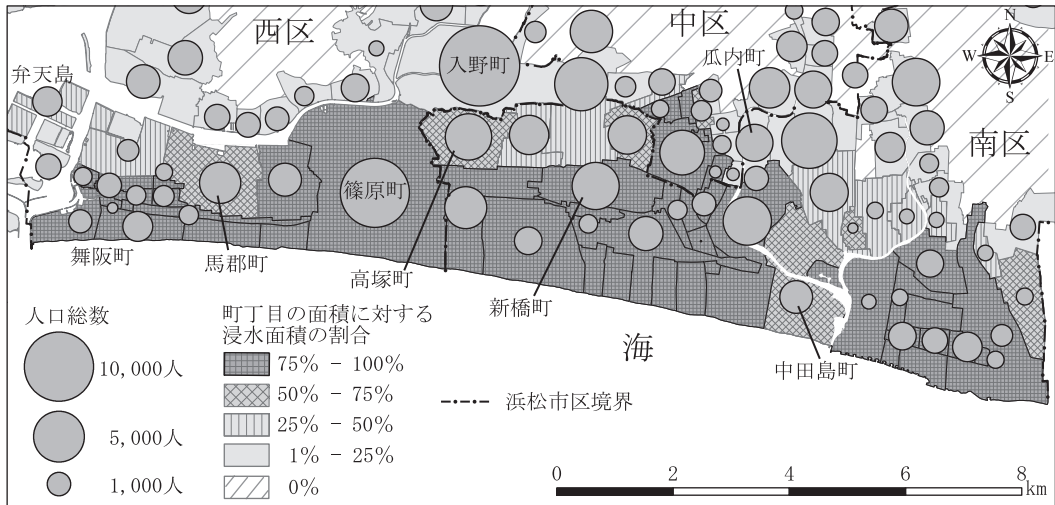 西区
中区
N
W
E
S
弁天島
入野町
瓜内町
南区
篠原町
舞阪町
馬郡町
高塚町
新橋町
中田島町
海
人口総数
10,000人
5,000人
1,000人
町丁目の面積に対する
浸水面積の割合
75% - 100%
50% - 75%
25% - 50%
1% - 25%
0%
浜松市区境界
0 2 4 6 8
km